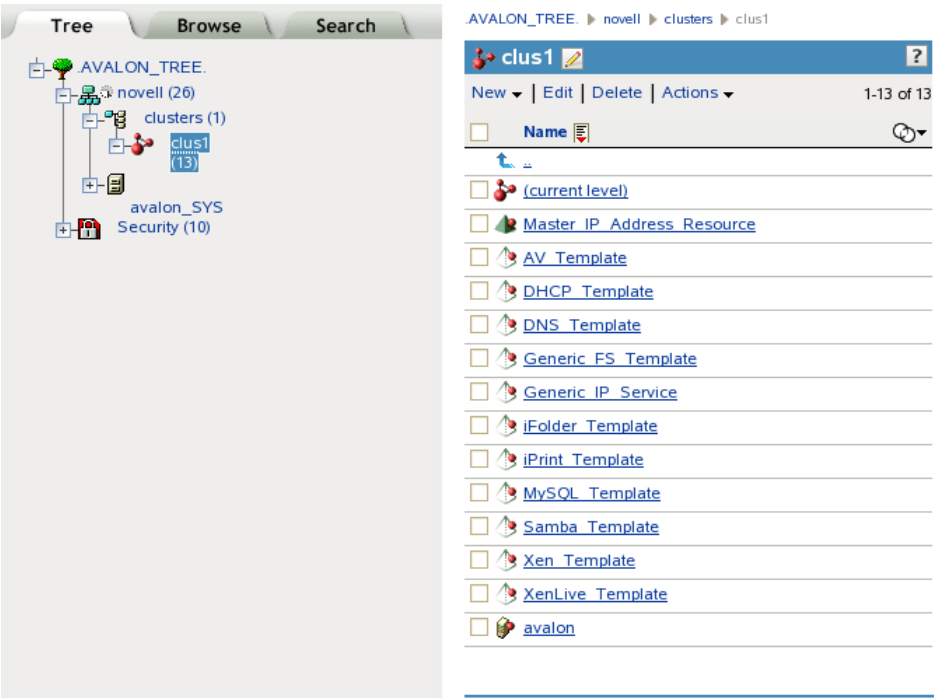 Tree
Browse
Search
.AVALON_TREE.
novell (26)
clusters (1)
clus1
(13)
avalon_SYS
Security (10)
.AVALON_TREE. novell clusters clus1
clus1 ?
New Edit | Delete | Actions 1-13 of 13
Name
..
(current level)
Master_IP_Address_Resource
AV_Template
DHCP_Template
DNS_Template
Generic_FS_Template
Generic_IP_Service
iFolder_Template
iPrint_Template
MySQL_Template
Samba_Template
Xen_Template
XenLive_Template
avalon